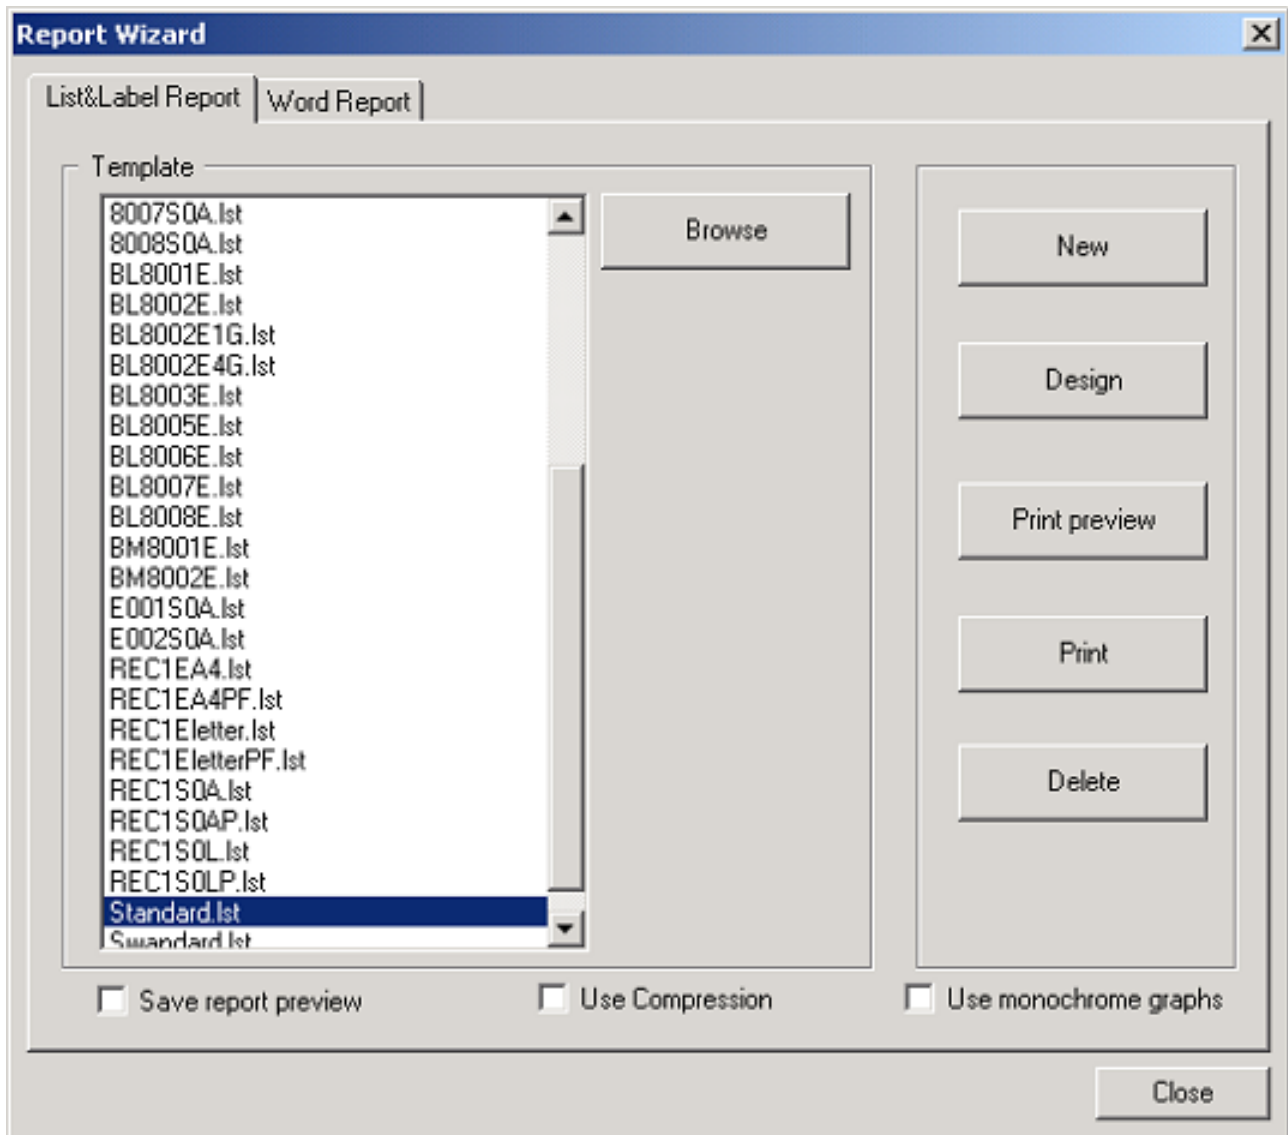 Report Wizard
List&Label Report
Word Report
Template
8007S0A.lst
8008S0A.lst
BL8001E.lst
BL8002E.lst
BL8002E1G.lst
BL8002E4G.lst
BL8003E.lst
BL8005E.lst
BL8006E.lst
BL8007E.lst
BL8008E.lst
BM8001E.lst
BM8002E.lst
E001S0A.lst
E002S0A.lst
REC1EA4.lst
REC1EA4PF.lst
REC1Eletter.lst
REC1EletterPF.lst
REC1S0A.lst
REC1S0AP.lst
REC1S0L.lst
REC1S0LP.lst
Standard.lst
Swandard.lst
Browse
New
Design
Print preview
Print
Delete
Save report preview
Use Compression
Use monochrome graphs
Close